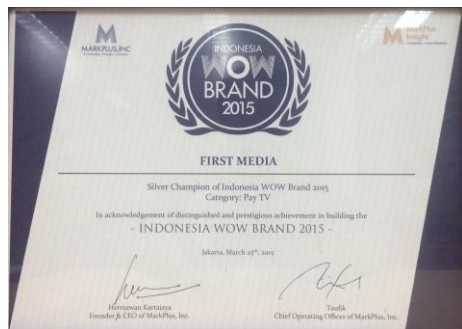 MARKPLUS,INC
MarkPlus
Insight
INDONESIA
WOW
BRAND
2015
FIRST MEDIA
Silver Champion of Indonesia WOW Brand 2015
Category: Pay TV
In acknowledgement of distinguished and prestigious achievement in building the
- INDONESIA WOW BRAND 2015 -
Jakarta, March 25th, 2015
Hermawan Kartajaya
Founder & CEO of MarkPlus, Inc.
Taufik
Chief Operating Officer of MarkPlus, Inc.